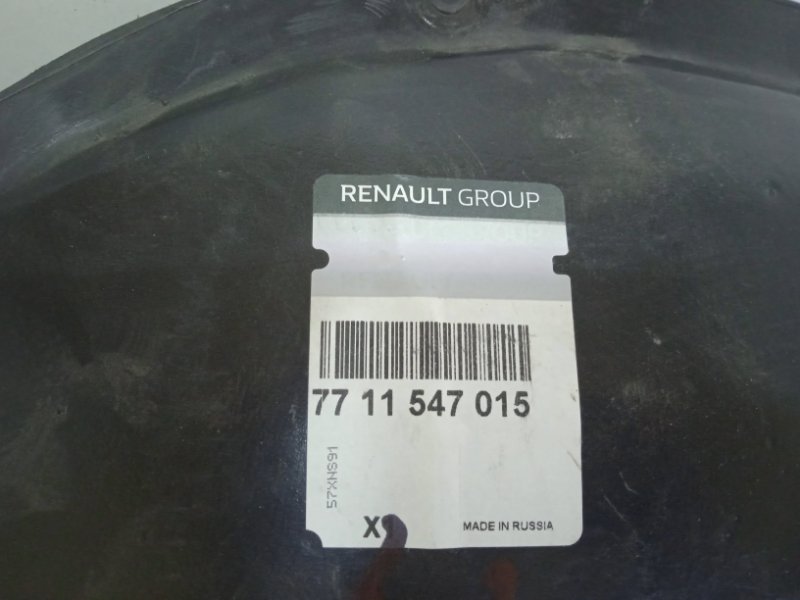 RENAULT GROUP
77 11 547 015
57XNS91
MADE IN RUSSIA